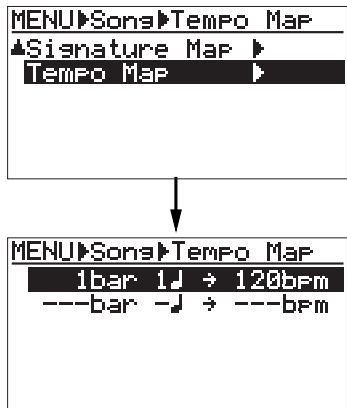 MENU▶Song▶Tempo Map
▲Signature Map ▶
Tempo Map ▶
MENU▶Song▶Tempo Map
1bar 1♩ → 120bpm
---bar -♩ → ---bpm